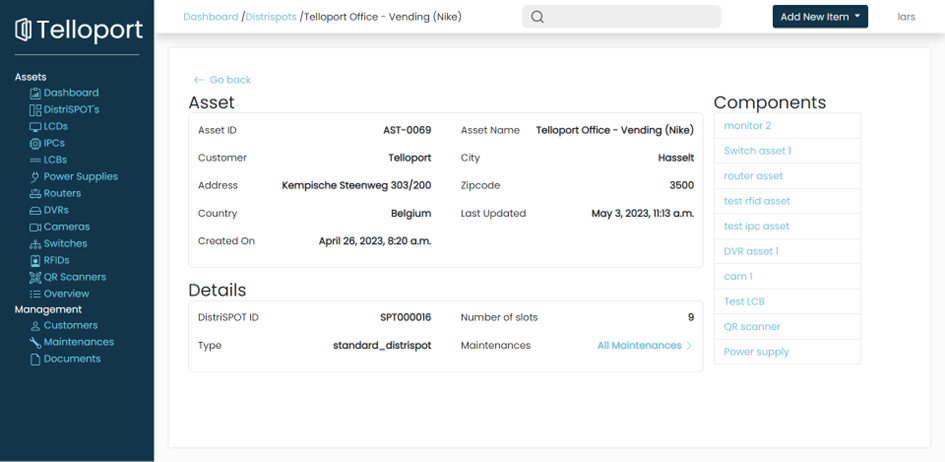 Telloport
Assets
Dashboard
DistriSPOT's
LCDs
IPCs
LCBs
Power Supplies
Routers
DVRs
Cameras
Switches
RFIDs
QR Scanners
Overview
Management
Customers
Maintenances
Documents
Dashboard /Distrispots /Telloport Office - Vending (Nike)
Add New Item
lars
Go back
Asset
Asset ID AST-0069 Asset Name Telloport Office - Vending (Nike)
Customer Telloport City Hasselt
Address Kempische Steenweg 303/200 Zipcode 3500
Country Belgium Last Updated May 3, 2023, 11:13 a.m.
Created On April 26, 2023, 8:20 a.m.
Details
DistriSPOT ID SPT000016 Number of slots 9
Type standard_distrispot Maintenances All Maintenances
Components
monitor 2
Switch asset 1
router asset
test rfid asset
test ipc asset
DVR asset 1
cam 1
Test LCB
QR scanner
Power supply